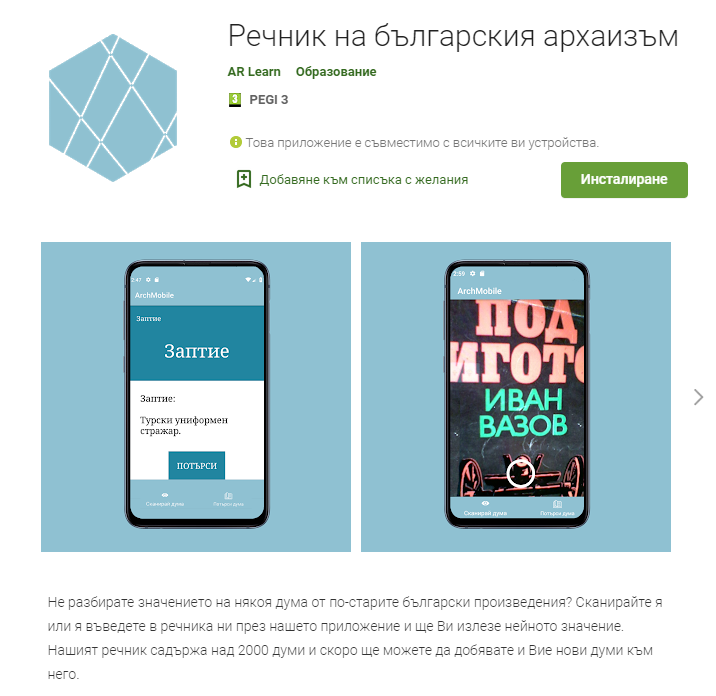 Речник на българския архаизъм
AR Learn Образование
3 PEGI 3
Това приложение е съвместимо с всичките ви устройства.
Добавяне към списъка с желания
Инсталиране
2:47
ArchMobile
Заптие
Заптие
Заптие:
Турски униформен
стражар.
ПОТЪРСИ
Сканирай дума Потърси дума
2:59
ArchMobile
ПОД
ИГОТО
ИВАН
ВАЗОВ
Сканирай дума Потърси дума
Не разбирате значението на някоя дума от по-старите български произведения? Сканирайте я
или я въведете в речника ни през нашето приложение и ще Ви излезе нейното значение.
Нашият речник садържа над 2000 думи и скоро ще можете да добавяте и Вие нови думи към
него.